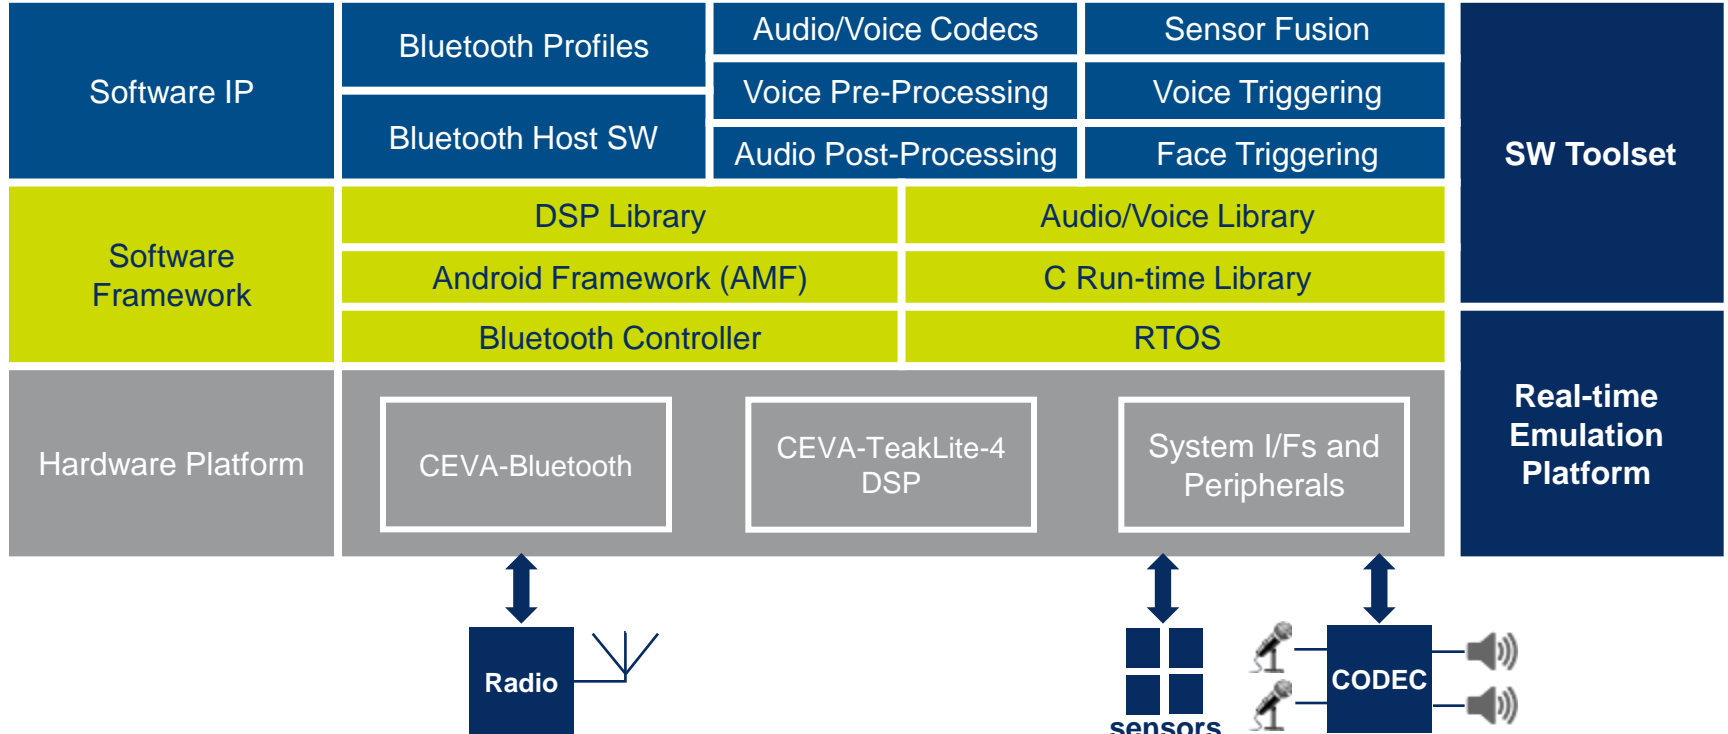 Software IP
Bluetooth Profiles
Bluetooth Host SW
Audio/Voice Codecs
Voice Pre-Processing
Audio Post-Processing
Sensor Fusion
Voice Triggering
Face Triggering
SW Toolset
Software
Framework
DSP Library
Audio/Voice Library
Android Framework (AMF)
C Run-time Library
Bluetooth Controller
RTOS
Hardware Platform
CEVA-Bluetooth
CEVA-TeakLite-4
DSP
System I/Fs and
Peripherals
Real-time
Emulation
Platform
Radio
sensors
CODEC